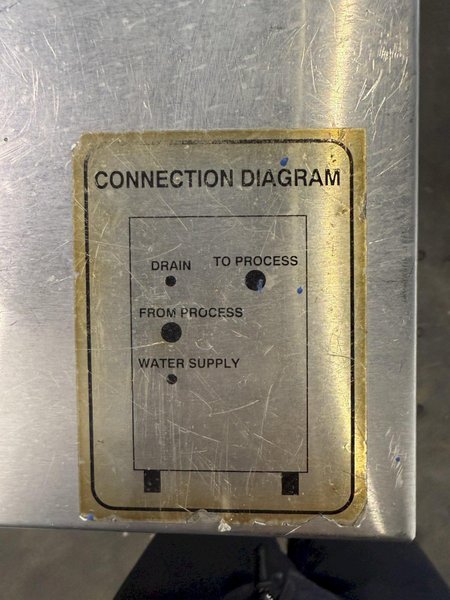 CONNECTION DIAGRAM
DRAIN TO PROCESS
FROM PROCESS
WATER SUPPLY